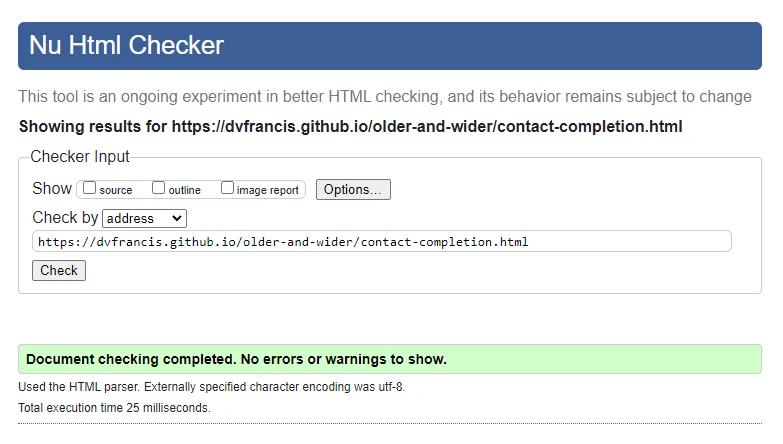 Nu Html Checker
This tool is an ongoing experiment in better HTML checking, and its behavior remains subject to change
Showing results for https://dvfrancis.github.io/older-and-wider/contact-completion.html
Checker Input
Show source outline image report Options...
Check by address
https://dvfrancis.github.io/older-and-wider/contact-completion.html
Check
Document checking completed. No errors or warnings to show.
Used the HTML parser. Externally specified character encoding was utf-8.
Total execution time 25 milliseconds.